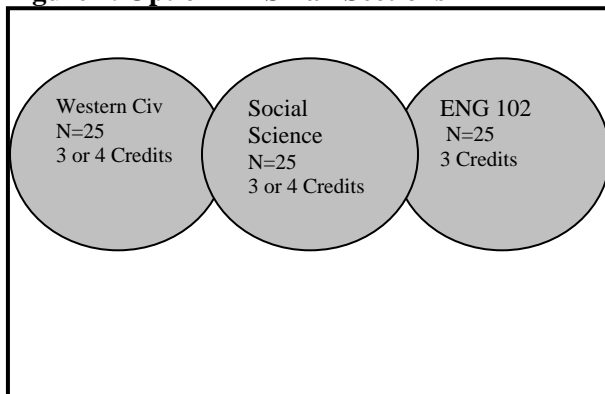 Western Civ
N=25
3 or 4 Credits
Social
Science
N=25
3 or 4 Credits
ENG 102
N=25
3 Credits